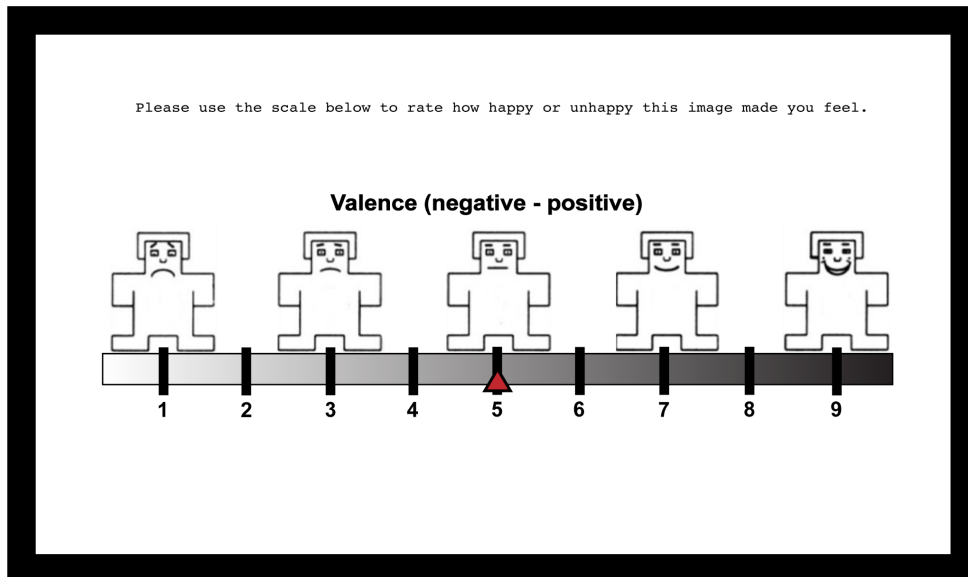 Please use the scale below to rate how happy or unhappy this image made you feel.
Valence (negative - positive)
1 2 3 4 5 6 7 8 9